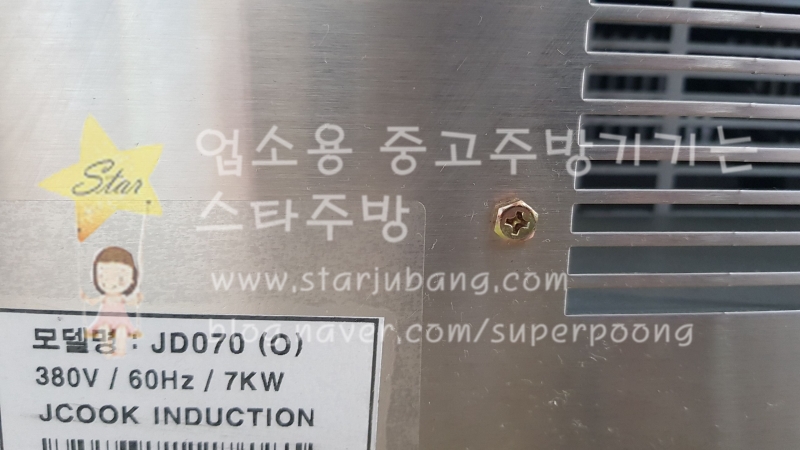 업소용 중고주방기기는
Star
스타주방
www.starjubang.com
blog.naver.com/superpoong
모델명 : JD070 (O)
380V / 60Hz / 7KW
JCOOK INDUCTION